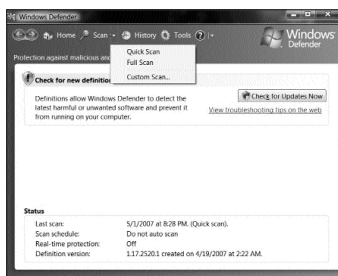 Windows Defender
Home Scan History Tools
Windows
Defender
Quick Scan
Full Scan
Custom Scan...
Protection against malicious and
Check for new definition
Definitions allow Windows Defender to detect the
latest harmful or unwanted software and prevent it
from running on your computer.
Check for Updates Now
View troubleshooting tips on the web
Status
Last scan: 5/1/2007 at 8:28 PM. (Quick scan).
Scan schedule: Do not auto scan
Real-time protection: Off
Definition version: 1.17.2520.1 created on 4/19/2007 at 2:22 AM.